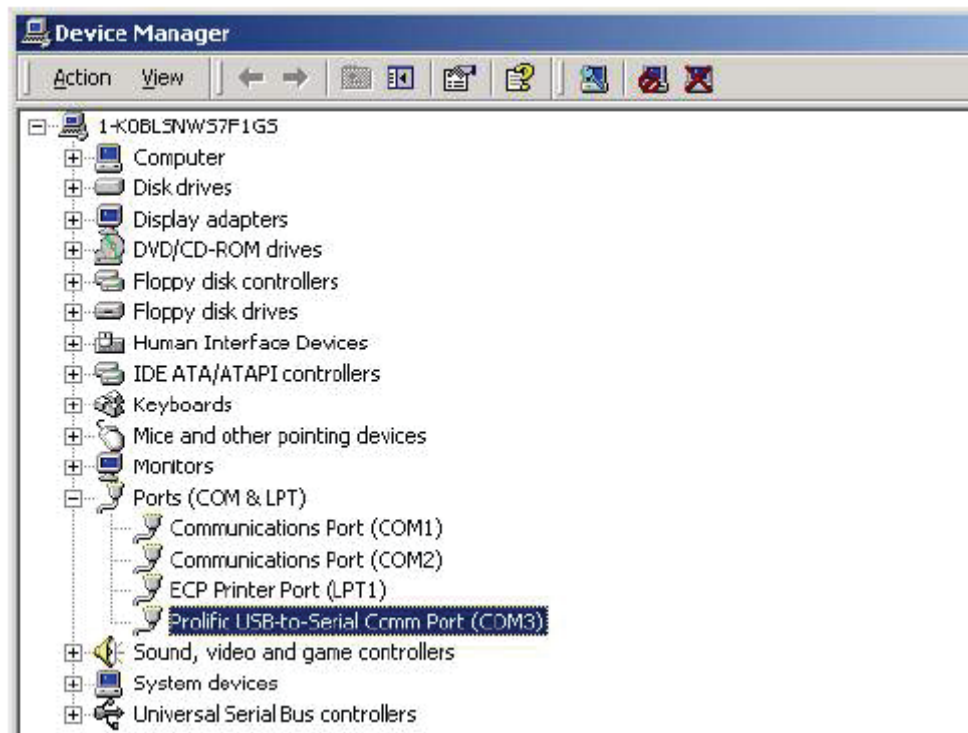 Device Manager
Action View
1-K0BLSNWS7F1GS
Computer
Disk drives
Display adapters
DVD/CD-ROM drives
Floppy disk controllers
Floppy disk drives
Human Interface Devices
IDE ATA/ATAPI controllers
Keyboards
Mice and other pointing devices
Monitors
Ports (COM & LPT)
Communications Port (COM1)
Communications Port (COM2)
ECP Printer Port (LPT1)
Prolific USB-to-Serial Comm Port (COM3)
Sound, video and game controllers
System devices
Universal Serial Bus controllers